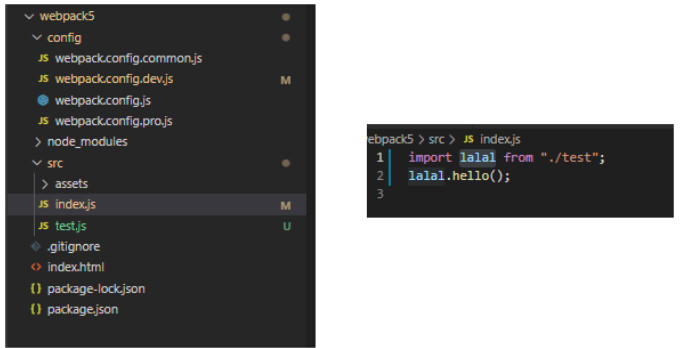 webpack5
config
JS webpack.config.common.js
JS webpack.config.dev.js M
webpack.config.js
JS webpack.config.pro.js
node_modules
src
assets
JS index.js M
JS test.js U
.gitignore
<> index.html
{} package-lock.json
{} package.json
ebpack5 > src > JS index.js
1 import lalal from "./test";
2 lalal.hello();
3